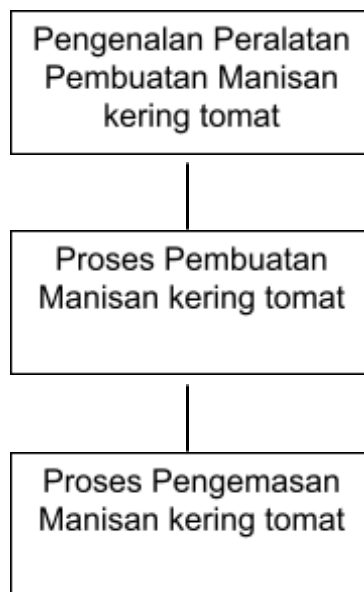 Pengenalan Peralatan
Pembuatan Manisan
kering tomat
Proses Pembuatan
Manisan kering tomat
Proses Pengemasan
Manisan kering tomat